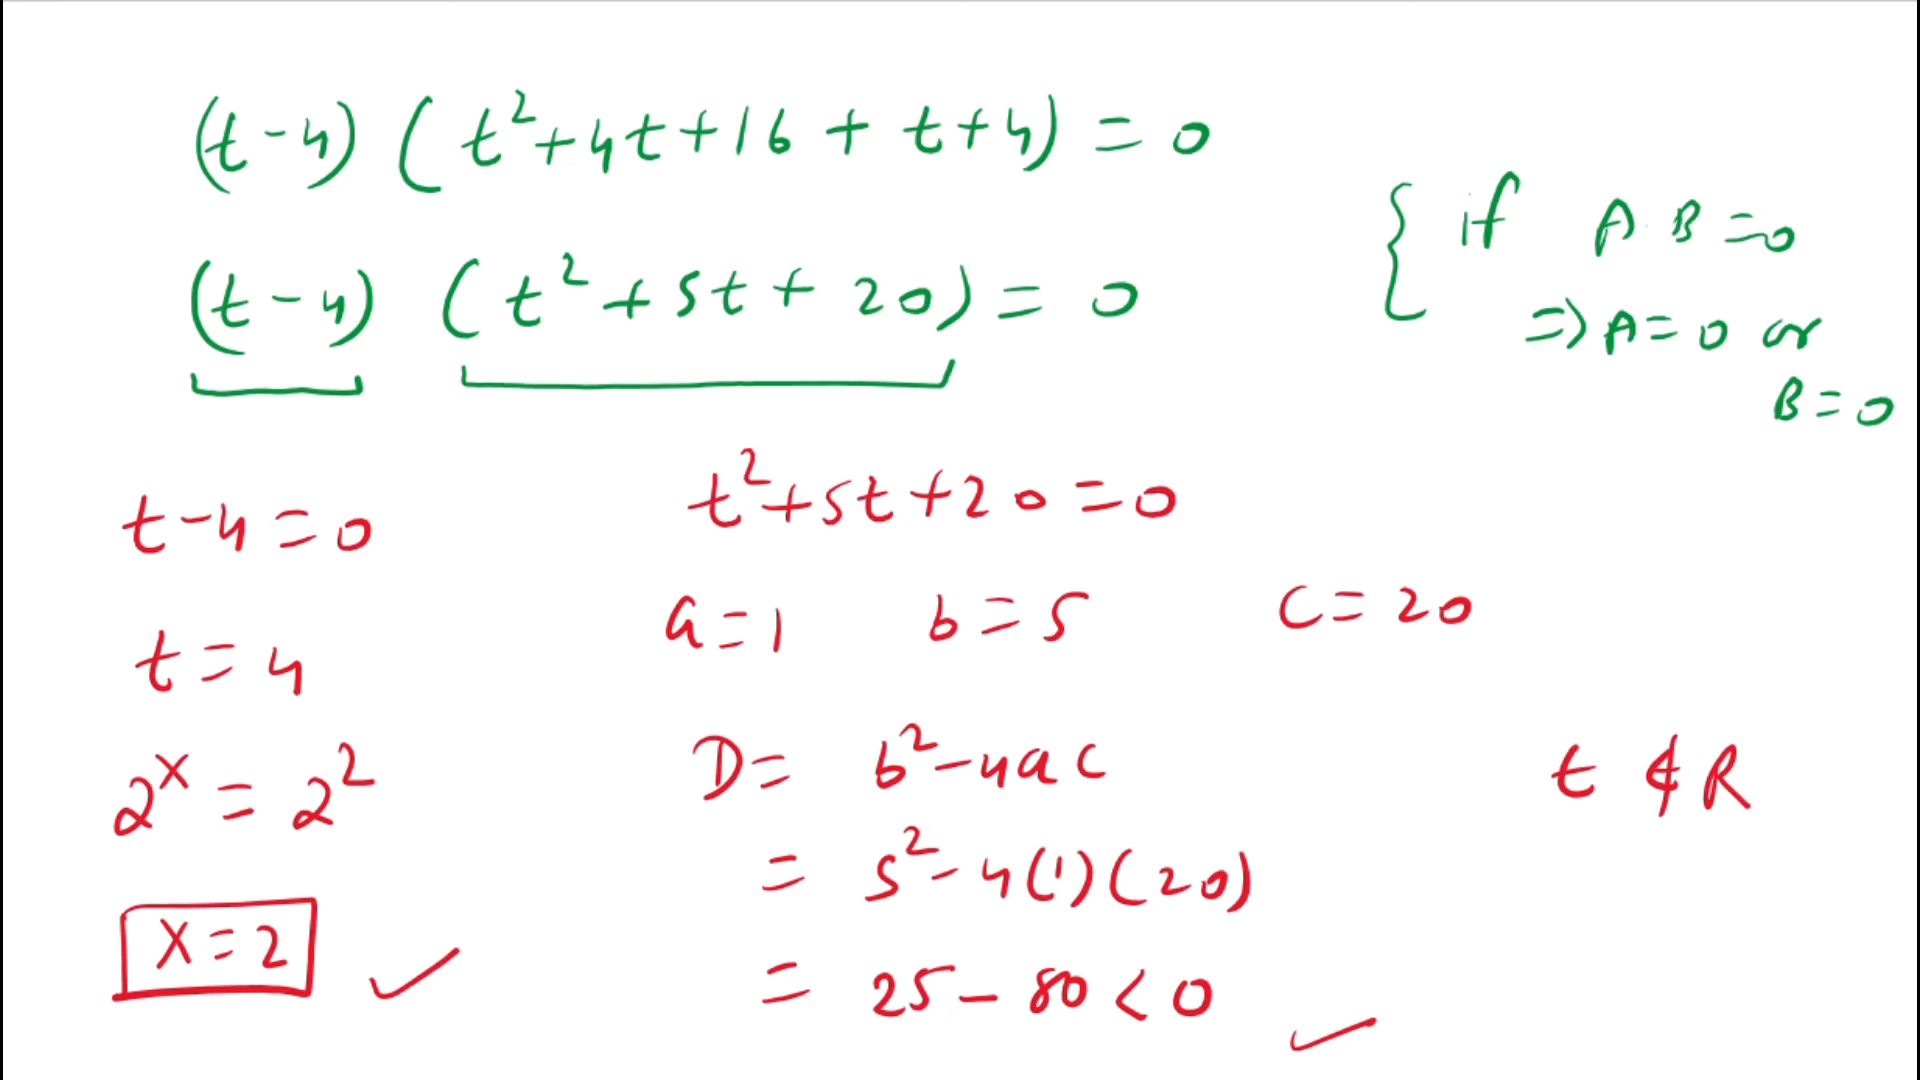 (t-4) (t²+4t+16 + t+4) = 0
(t-4) (t²+5t+20) = 0
{ if A.B=0
⇒ A=0 or
B=0
t-4=0
t=4
2ˣ = 2²
x=2 ✓
t²+5t+20=0
a=1 b=5 c=20
D= b²-4ac
= 5²-4(1)(20)
= 25-80<0 ✓
t ∉ R